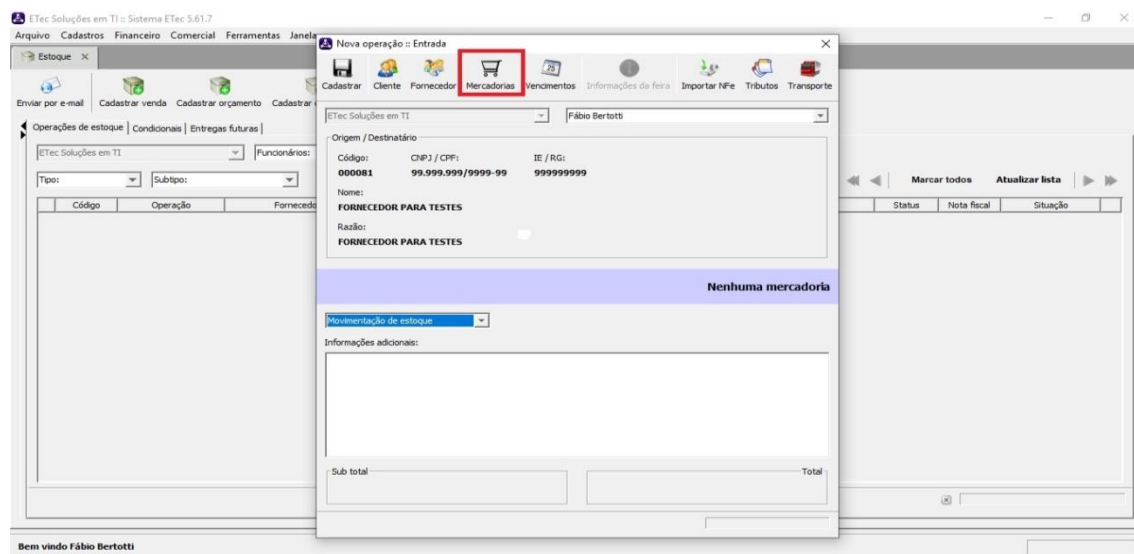 ETec Soluções em TI :: Sistema ETec 5.61.7
Arquivo Cadastros Financeiro Comercial Ferramentas Janela
Estoque
Enviar por e-mail Cadastrar venda Cadastrar orçamento Cadastrar
Operações de estoque Condicionais Entregas futuras
ETec Soluções em TI Funcionários:
Tipo: Subtipo: Marcar todos Atualizar lista
Código Operação Fornecedo Status Nota fiscal Situação
Nova operação :: Entrada
Cadastrar Cliente Fornecedor Mercadorias Vencimentos Informações da feira Importar NFe Tributos Transporte
ETec Soluções em TI Fábio Bertotti
Origem / Destinatário
Código: CNPJ / CPF: IE / RG:
000081 99.999.999/9999-99 999999999
Nome:
FORNECEDOR PARA TESTES
Razão:
FORNECEDOR PARA TESTES
Nenhuma mercadoria
Movimentação de estoque
Informações adicionais:
Sub total Total
Bem vindo Fábio Bertotti